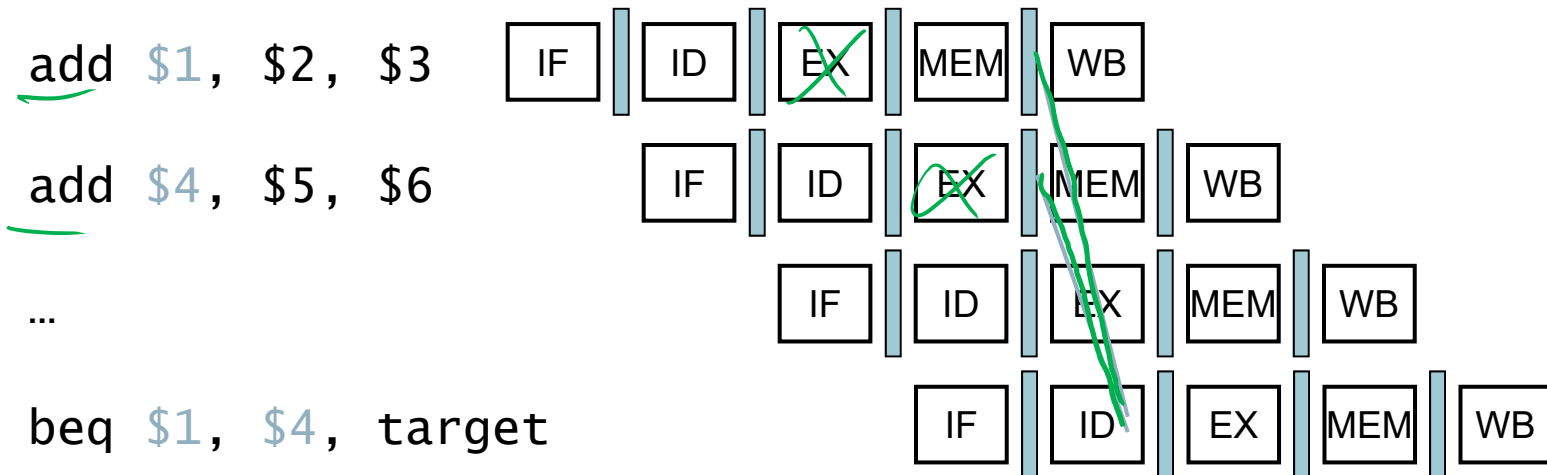 add $1, $2, $3 IF ID EX MEM WB
add $4, $5, $6 IF ID EX MEM WB
… IF ID EX MEM WB
beq $1, $4, target IF ID EX MEM WB